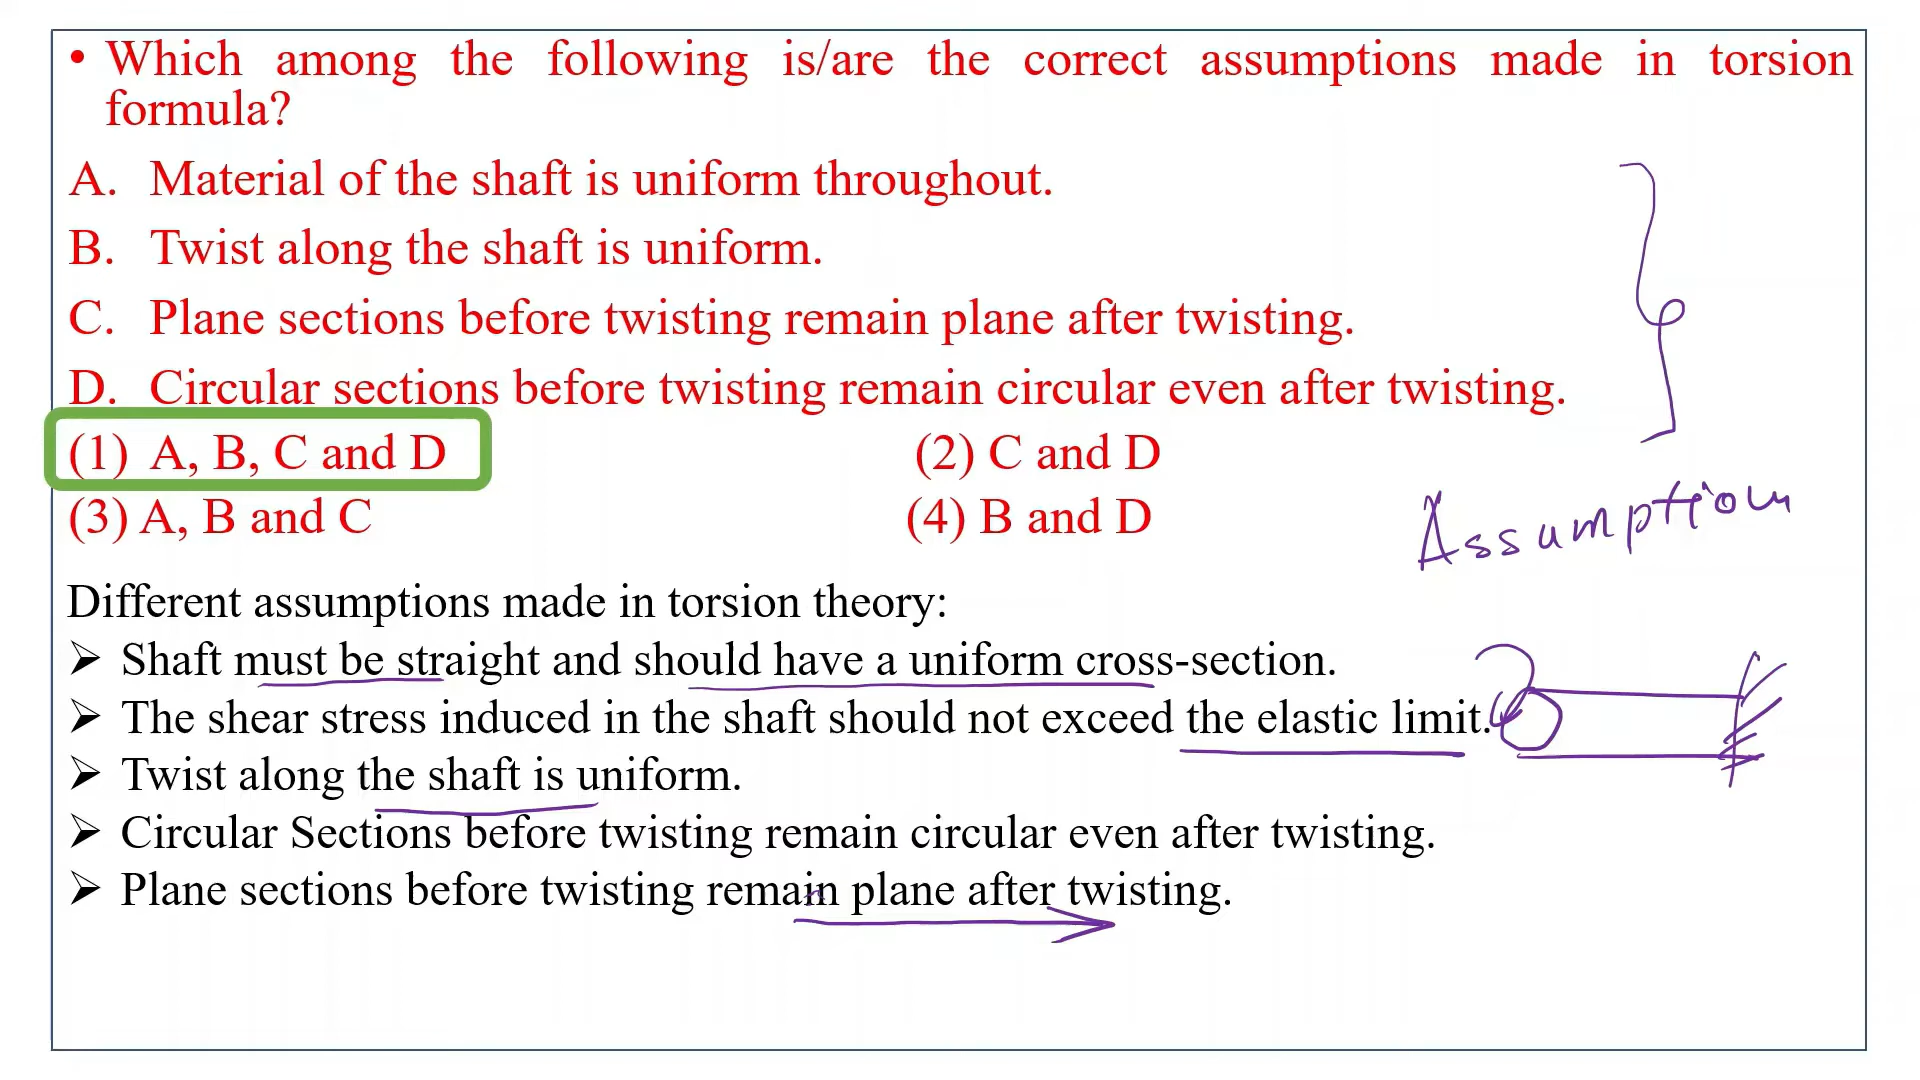 • Which among the following is/are the correct assumptions made in torsion
formula?
A. Material of the shaft is uniform throughout.
B. Twist along the shaft is uniform.
C. Plane sections before twisting remain plane after twisting.
D. Circular sections before twisting remain circular even after twisting.
(1) A, B, C and D (2) C and D
(3) A, B and C (4) B and D
Assumption
Different assumptions made in torsion theory:
➢ Shaft must be straight and should have a uniform cross-section.
➢ The shear stress induced in the shaft should not exceed the elastic limit.
➢ Twist along the shaft is uniform.
➢ Circular Sections before twisting remain circular even after twisting.
➢ Plane sections before twisting remain plane after twisting.